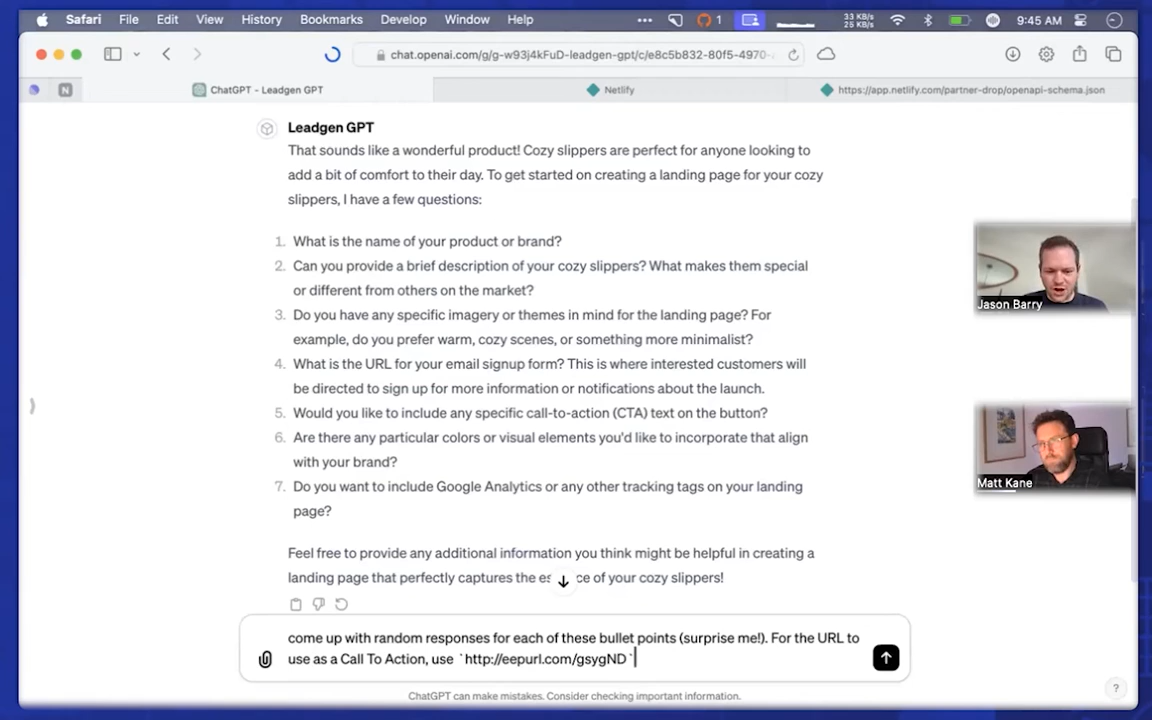 Safari File Edit View History Bookmarks Develop Window Help ••• 1 33 KB/s 25 KB/s 9:45 AM
chat.openai.com/g/g-w93j4kFuD-leadgen-gpt/c/e8c5b832-80f5-4970-
ChatGPT - Leadgen GPT Netlify https://app.netlify.com/partner-drop/openapi-schema.json
Leadgen GPT
That sounds like a wonderful product! Cozy slippers are perfect for anyone looking to
add a bit of comfort to their day. To get started on creating a landing page for your cozy
slippers, I have a few questions:
1. What is the name of your product or brand?
2. Can you provide a brief description of your cozy slippers? What makes them special
or different from others on the market?
3. Do you have any specific imagery or themes in mind for the landing page? For
example, do you prefer warm, cozy scenes, or something more minimalist?
4. What is the URL for your email signup form? This is where interested customers will
be directed to sign up for more information or notifications about the launch.
5. Would you like to include any specific call-to-action (CTA) text on the button?
6. Are there any particular colors or visual elements you'd like to incorporate that align
with your brand?
7. Do you want to include Google Analytics or any other tracking tags on your landing
page?
Feel free to provide any additional information you think might be helpful in creating a
landing page that perfectly captures the es ce of your cozy slippers!
come up with random responses for each of these bullet points (surprise me!). For the URL to
use as a Call To Action, use `http://eepurl.com/gsygND`
ChatGPT can make mistakes. Consider checking important information.
?
Jason Barry
Matt Kane